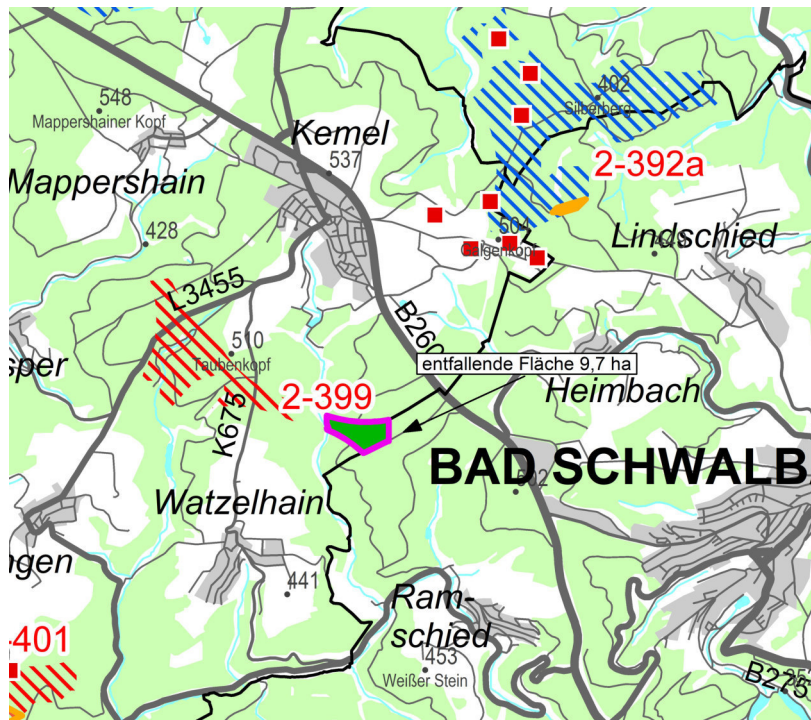 548
Mappershainer Kopf
Kemel
537
402
Silberberg
2-392a
Mappershain
428
504
Galgenkopf
Lindschied
L3455
B260
510
Taubenkopf
entfallende Fläche 9,7 ha
sper
Heimbach
2-399
K675
BAD SCHWALB
Watzelhain
ngen
441
Ram-
schied
-401
453
Weißer Stein
B275